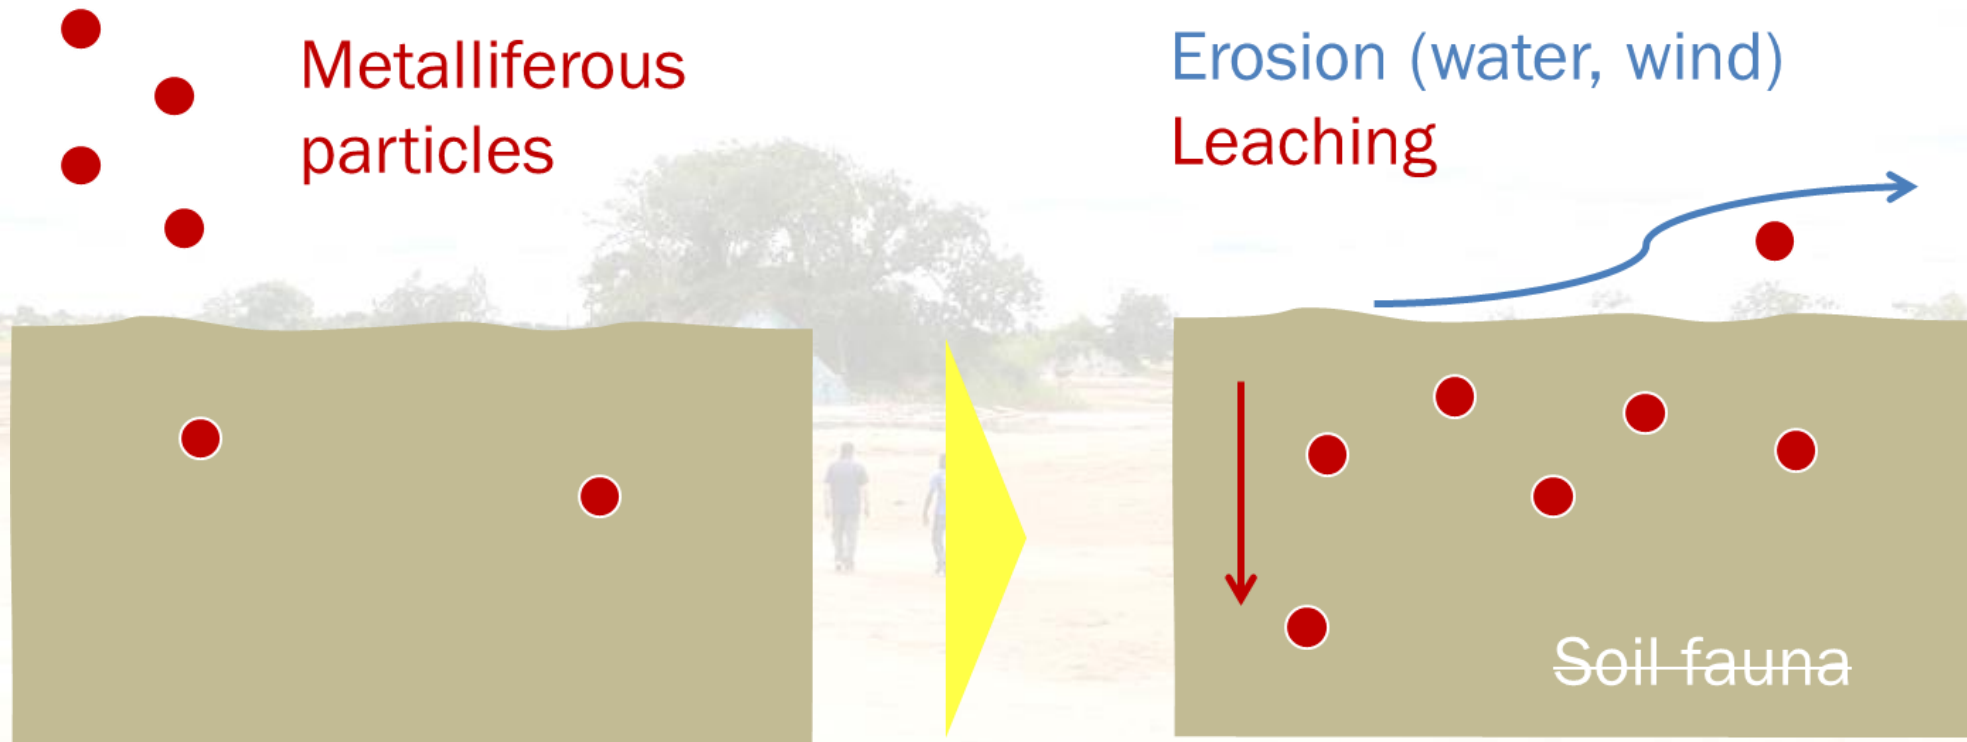 Metalliferous
particles
Erosion (water, wind)
Leaching
Soil fauna